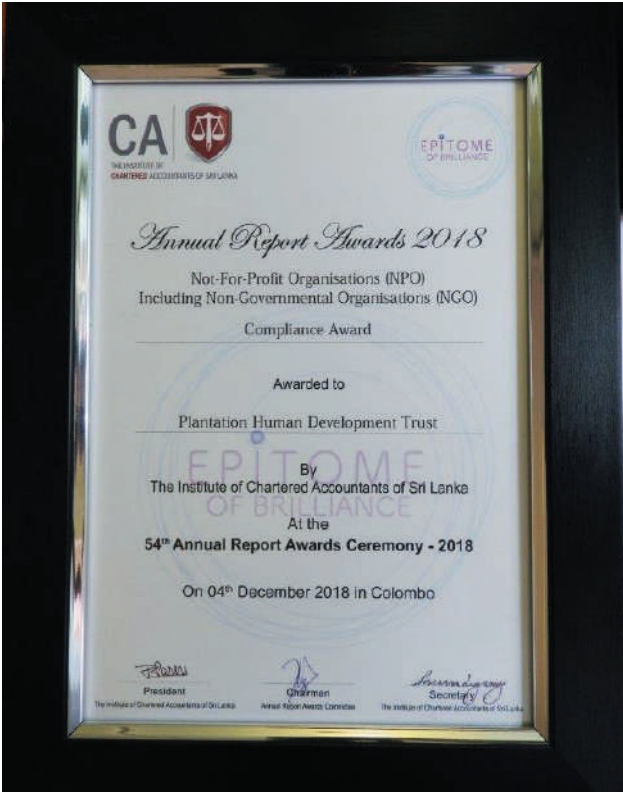 CA
THE INSTITUTE OF
CHARTERED ACCOUNTANTS OF SRI LANKA
EPiTOME
OF BRILLIANCE
Annual Report Awards 2018
Not-For-Profit Organisations (NPO)
Including Non-Governmental Organisations (NGO)
Compliance Award
Awarded to
Plantation Human Development Trust
EPiTOME
OF BRILLIANCE
By
The Institute of Chartered Accountants of Sri Lanka
At the
54th Annual Report Awards Ceremony - 2018
On 04th December 2018 in Colombo
President
The Institute of Chartered Accountants of Sri Lanka
Chairman
Annual Report Awards Committee
Secretary
The Institute of Chartered Accountants of Sri Lanka